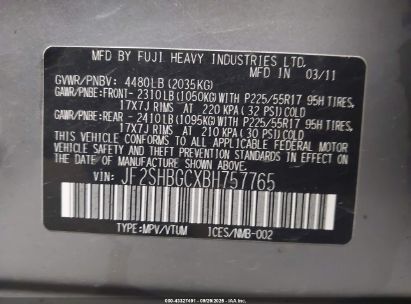 MFD. BY FUJI HEAVY INDUSTRIES LTD.
MFD IN 03/11
GVWR/PNBV: 4480LB (2035KG)
GAWR/PNBE:FRONT- 2310LB (1050KG) WITH P225/55R17 95H TIRES,
17X7J RIMS AT 220 KPA (32 PSI) COLD.
GAWR/PNBE:REAR - 2410LB (1095KG) WITH P225/55R17 95H TIRES,
17X7J RIMS AT 210 KPA (30 PSI) COLD.
THIS VEHICLE CONFORMS TO ALL APPLICABLE FEDERAL MOTOR VEHICLE
SAFETY, BUMPER, AND THEFT PREVENTION STANDARDS IN EFFECT ON
THE DATE OF MANUFACTURE SHOWN ABOVE.
VIN: JF2SHBGCXBH757765
TYPE:MPV/VTUM ICES/NMB-002